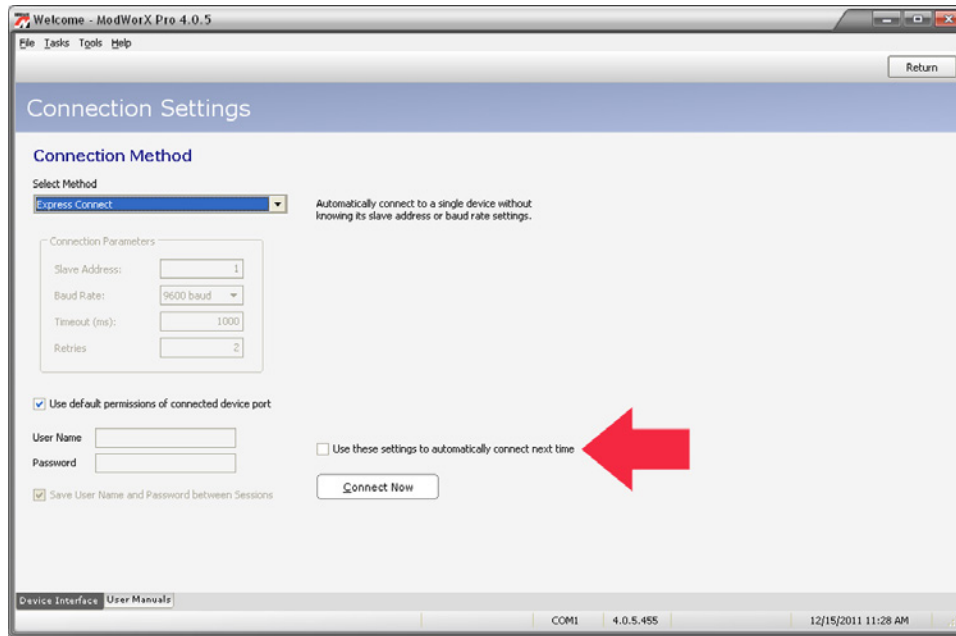 Welcome - ModWorX Pro 4.0.5
File Tasks Tools Help
Return
Connection Settings
Connection Method
Select Method
Express Connect
Automatically connect to a single device without
knowing its slave address or baud rate settings.
Connection Parameters
Slave Address: 1
Baud Rate: 9600 baud
Timeout (ms): 1000
Retries 2
Use default permissions of connected device port
User Name
Password
Use these settings to automatically connect next time
Save User Name and Password between Sessions
Connect Now
Device Interface User Manuals
COM1 4.0.5.455 12/15/2011 11:28 AM